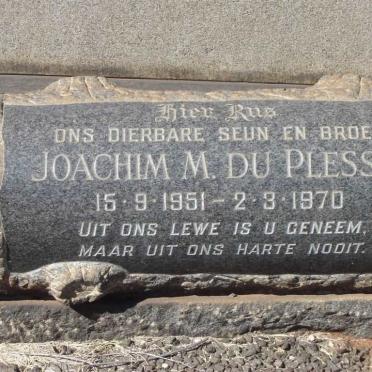 Hier Rus
ONS DIERBARE SEUN EN BROE
JOACHIM M. DU PLESS
15·9·1951 - 2·3·1970
UIT ONS LEWE IS U GENEEM,
MAAR UIT ONS HARTE NOOIT.